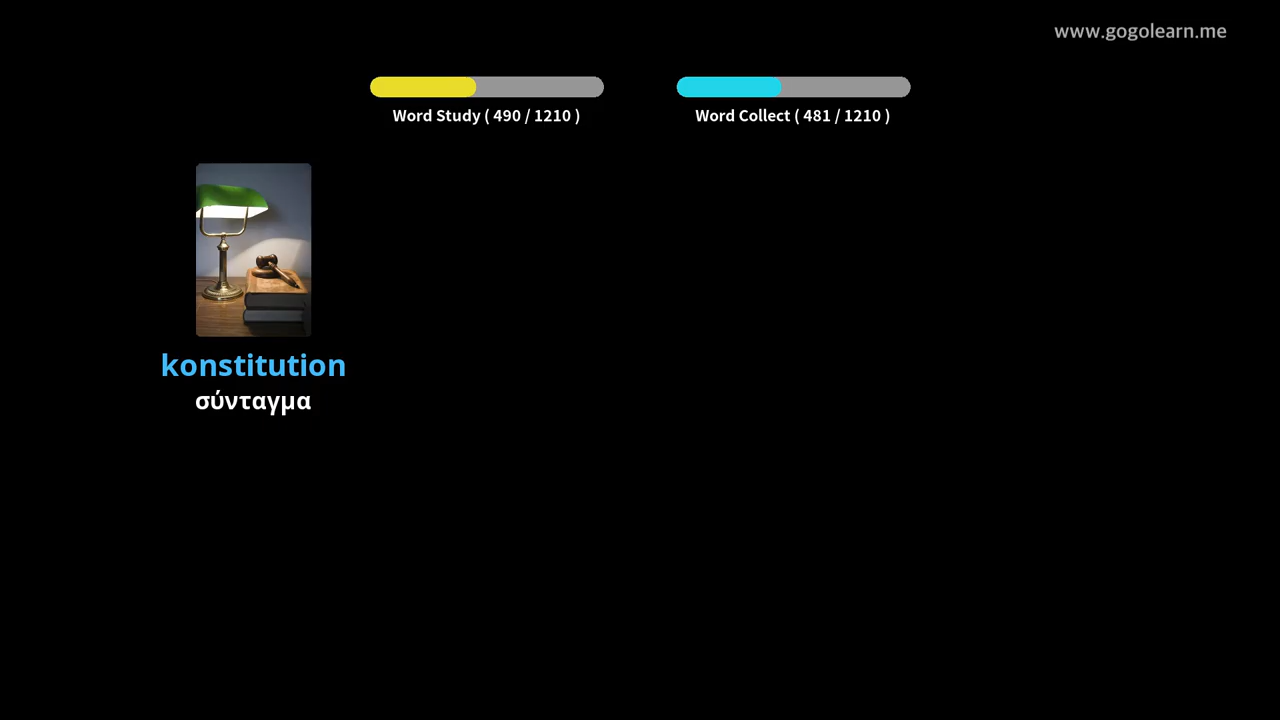 www.gogolearn.me
Word Study ( 490 / 1210 )
Word Collect ( 481 / 1210 )
konstitution
σύνταγμα